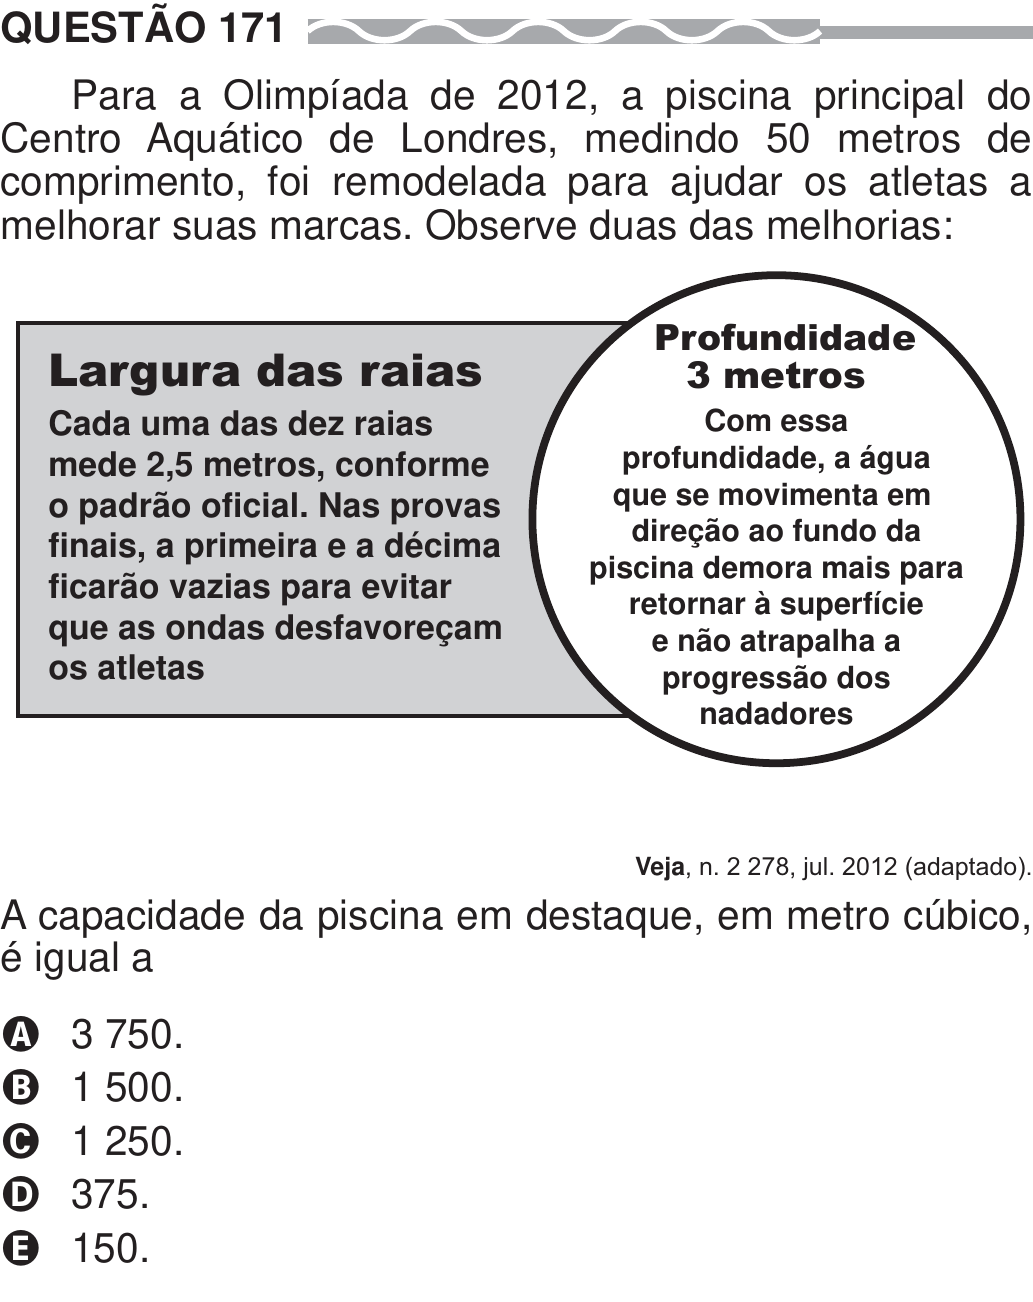 QUESTÃO 171
Para a Olimpíada de 2012, a piscina principal do
Centro Aquático de Londres, medindo 50 metros de
comprimento, foi remodelada para ajudar os atletas a
melhorar suas marcas. Observe duas das melhorias:
Largura das raias
Cada uma das dez raias
mede 2,5 metros, conforme
o padrão oficial. Nas provas
finais, a primeira e a décima
ficarão vazias para evitar
que as ondas desfavoreçam
os atletas
Profundidade
3 metros
Com essa
profundidade, a água
que se movimenta em
direção ao fundo da
piscina demora mais para
retornar à superfície
e não atrapalha a
progressão dos
nadadores
Veja, n. 2 278, jul. 2012 (adaptado).
A capacidade da piscina em destaque, em metro cúbico,
é igual a
A 3 750.
B 1 500.
C 1 250.
D 375.
E 150.